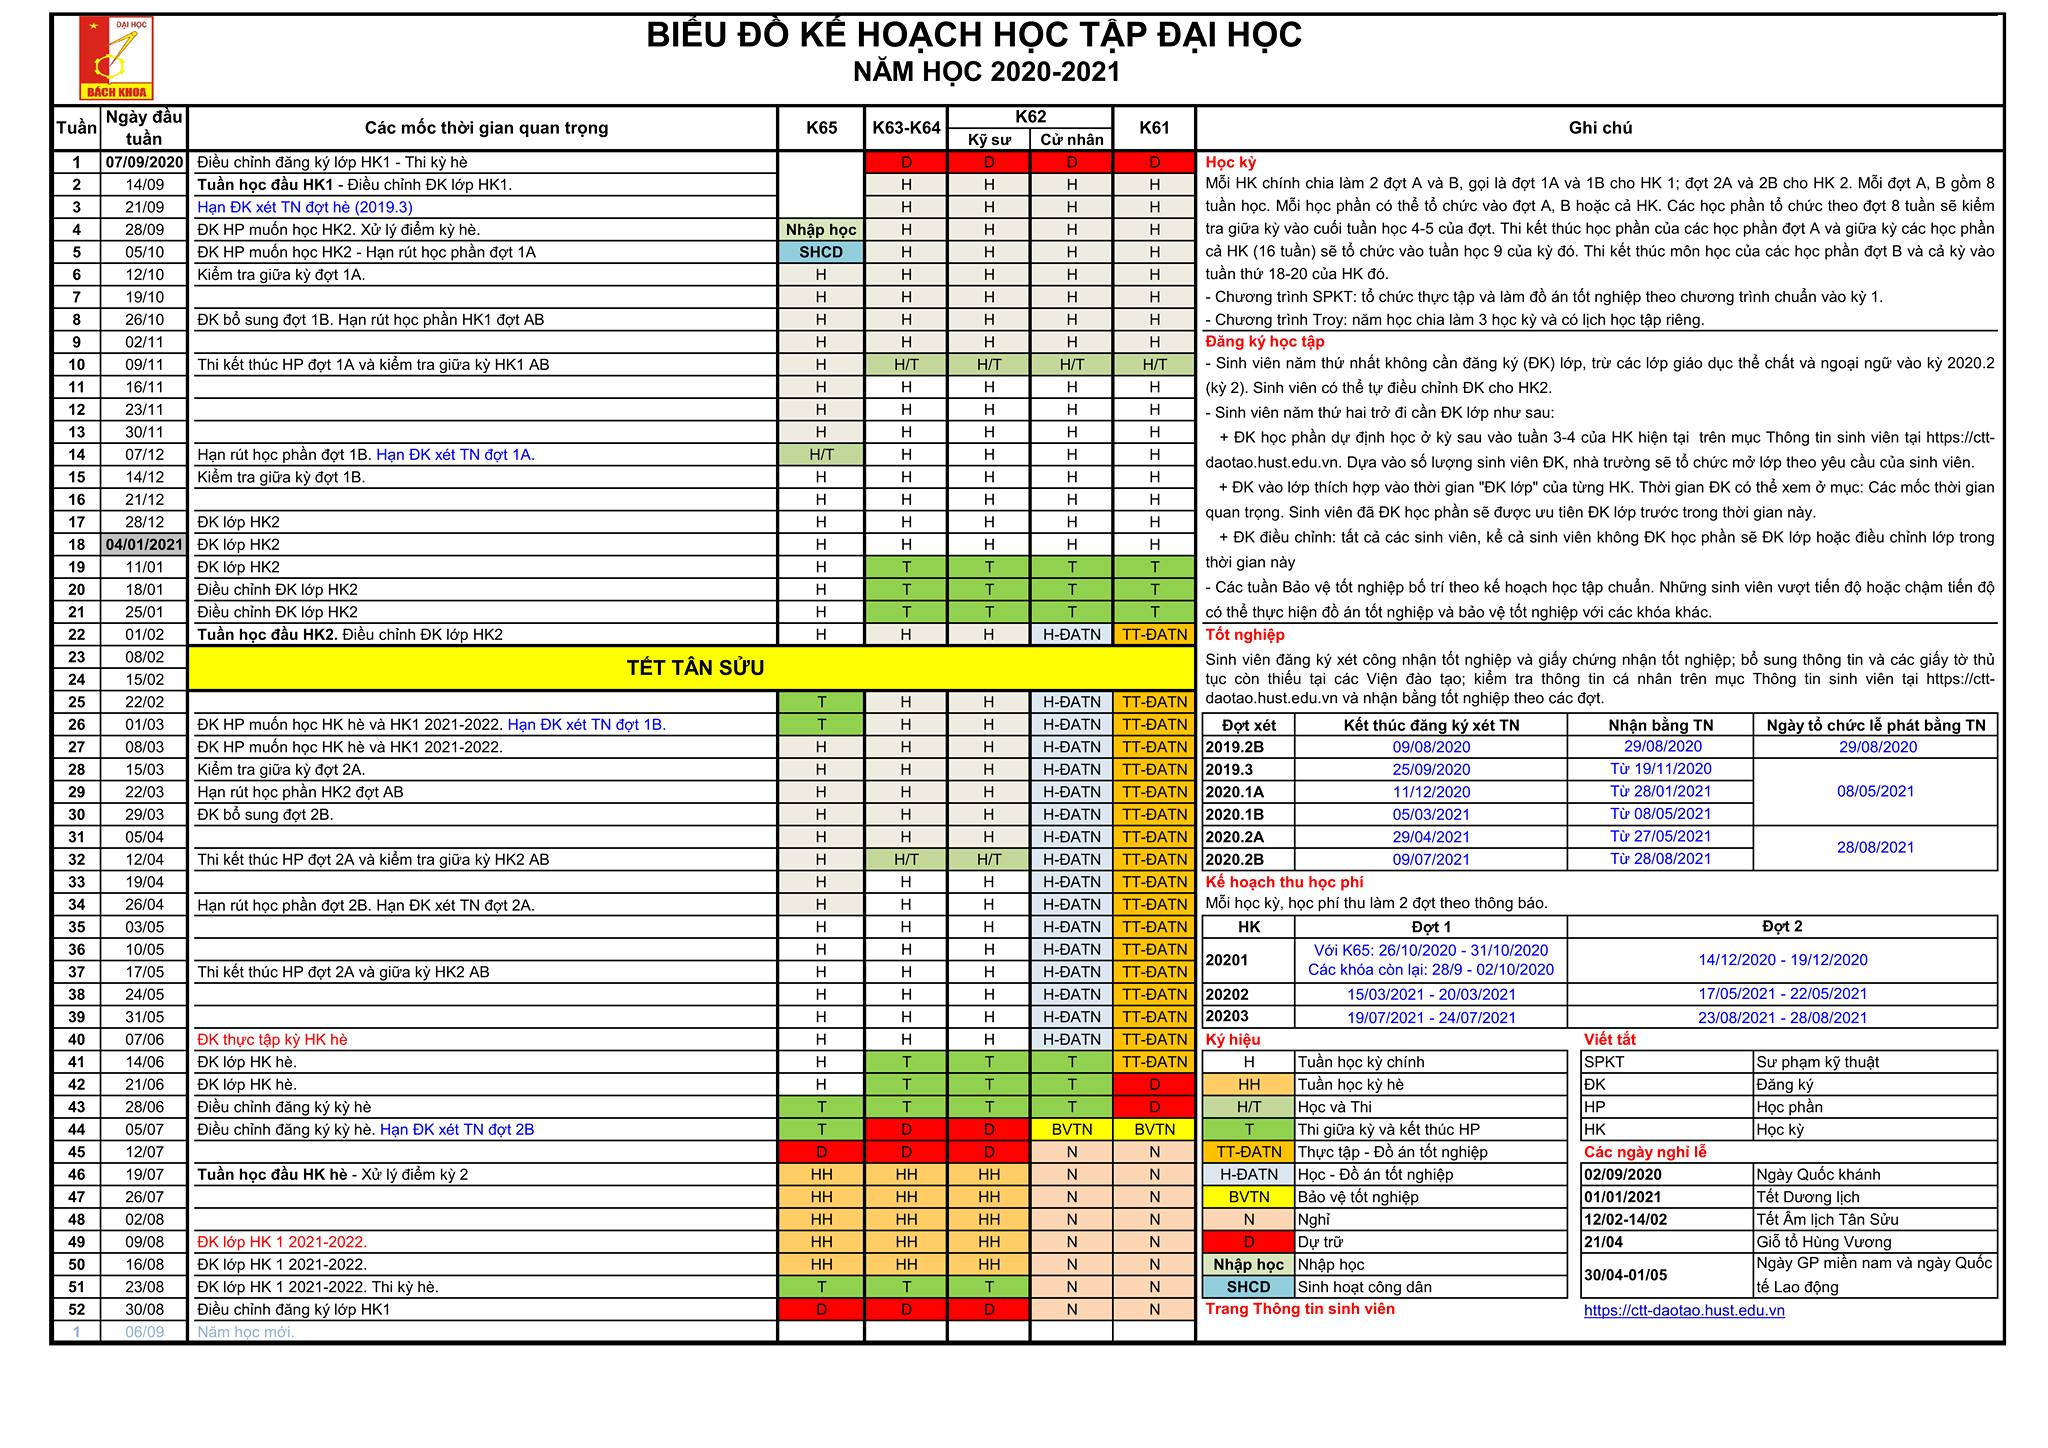 ĐẠI HỌC
BÁCH KHOA
BIỂU ĐỒ KẾ HOẠCH HỌC TẬP ĐẠI HỌC
NĂM HỌC 2020-2021
Tuần Ngày đầu tuần Các mốc thời gian quan trọng K65 K63-K64 K62 K61 Ghi chú
Kỹ sư Cử nhân
1 07/09/2020 Điều chỉnh đăng ký lớp HK1 - Thi kỳ hè D D D D
2 14/09 Tuần học đầu HK1 - Điều chỉnh ĐK lớp HK1. H H H H
3 21/09 Hạn ĐK xét TN đợt hè (2019.3) H H H H
4 28/09 ĐK HP muốn học HK2. Xử lý điểm kỳ hè. Nhập học H H H H
5 05/10 ĐK HP muốn học HK2 - Hạn rút học phần đợt 1A SHCD H H H H
6 12/10 Kiểm tra giữa kỳ đợt 1A. H H H H H
7 19/10 H H H H H
8 26/10 ĐK bổ sung đợt 1B. Hạn rút học phần HK1 đợt AB H H H H H
9 02/11 H H H H H
10 09/11 Thi kết thúc HP đợt 1A và kiểm tra giữa kỳ HK1 AB H H/T H/T H/T H/T
11 16/11 H H H H H
12 23/11 H H H H H
13 30/11 H H H H H
14 07/12 Hạn rút học phần đợt 1B. Hạn ĐK xét TN đợt 1A. H/T H H H H
15 14/12 Kiểm tra giữa kỳ đợt 1B. H H H H H
16 21/12 H H H H H
17 28/12 ĐK lớp HK2 H H H H H
18 04/01/2021 ĐK lớp HK2 H H H H H
19 11/01 ĐK lớp HK2 H T T T T
20 18/01 Điều chỉnh ĐK lớp HK2 H T T T T
21 25/01 Điều chỉnh ĐK lớp HK2 H T T T T
22 01/02 Tuần học đầu HK2. Điều chỉnh ĐK lớp HK2 H H H H-ĐATN TT-ĐATN
23 08/02
TẾT TÂN SỬU
24 15/02
25 22/02 T H H H-ĐATN TT-ĐATN
26 01/03 ĐK HP muốn học HK hè và HK1 2021-2022. Hạn ĐK xét TN đợt 1B. T H H H-ĐATN TT-ĐATN
27 08/03 ĐK HP muốn học HK hè và HK1 2021-2022. H H H H-ĐATN TT-ĐATN
28 15/03 Kiểm tra giữa kỳ đợt 2A. H H H H-ĐATN TT-ĐATN
29 22/03 Hạn rút học phần HK2 đợt AB H H H H-ĐATN TT-ĐATN
30 29/03 ĐK bổ sung đợt 2B. H H H H-ĐATN TT-ĐATN
31 05/04 H H H H-ĐATN TT-ĐATN
32 12/04 Thi kết thúc HP đợt 2A và kiểm tra giữa kỳ HK2 AB H H/T H/T H-ĐATN TT-ĐATN
33 19/04 H H H H-ĐATN TT-ĐATN
34 26/04 Hạn rút học phần đợt 2B. Hạn ĐK xét TN đợt 2A. H H H H-ĐATN TT-ĐATN
35 03/05 H H H H-ĐATN TT-ĐATN
36 10/05 H H H H-ĐATN TT-ĐATN
37 17/05 Thi kết thúc HP đợt 2A và giữa kỳ HK2 AB H H H H-ĐATN TT-ĐATN
38 24/05 H H H H-ĐATN TT-ĐATN
39 31/05 H H H H-ĐATN TT-ĐATN
40 07/06 ĐK thực tập kỳ HK hè H H H H-ĐATN TT-ĐATN
41 14/06 ĐK lớp HK hè. H T T T TT-ĐATN
42 21/06 ĐK lớp HK hè. H T T T D
43 28/06 Điều chỉnh đăng ký kỳ hè T T T T D
44 05/07 Điều chỉnh đăng ký kỳ hè. Hạn ĐK xét TN đợt 2B T D D BVTN BVTN
45 12/07 D D D N N
46 19/07 Tuần học đầu HK hè - Xử lý điểm kỳ 2 HH HH HH N N
47 26/07 HH HH HH N N
48 02/08 HH HH HH N N
49 09/08 ĐK lớp HK 1 2021-2022. HH HH HH N N
50 16/08 ĐK lớp HK 1 2021-2022. HH HH HH N N
51 23/08 ĐK lớp HK 1 2021-2022. Thi kỳ hè. T T T N N
52 30/08 Điều chỉnh đăng ký lớp HK1 D D D N N
1 06/09 Năm học mới.
Học kỳ
Mỗi HK chính chia làm 2 đợt A và B, gọi là đợt 1A và 1B cho HK 1; đợt 2A và 2B cho HK 2. Mỗi đợt A, B gồm 8
tuần học. Mỗi học phần có thể tổ chức vào đợt A, B hoặc cả HK. Các học phần tổ chức theo đợt 8 tuần sẽ kiểm
tra giữa kỳ vào cuối tuần học 4-5 của đợt. Thi kết thúc học phần của các học phần đợt A và giữa kỳ các học phần
cả HK (16 tuần) sẽ tổ chức vào tuần học 9 của kỳ đó. Thi kết thúc môn học của các học phần đợt B và cả kỳ vào
tuần thứ 18-20 của HK đó.
- Chương trình SPKT: tổ chức thực tập và làm đồ án tốt nghiệp theo chương trình chuẩn vào kỳ 1.
- Chương trình Troy: năm học chia làm 3 học kỳ và có lịch học tập riêng.
Đăng ký học tập
- Sinh viên năm thứ nhất không cần đăng ký (ĐK) lớp, trừ các lớp giáo dục thể chất và ngoại ngữ vào kỳ 2020.2
(kỳ 2). Sinh viên có thể tự điều chỉnh ĐK cho HK2.
- Sinh viên năm thứ hai trở đi cần ĐK lớp như sau:
+ ĐK học phần dự định học ở kỳ sau vào tuần 3-4 của HK hiện tại trên mục Thông tin sinh viên tại https://ctt-
daotao.hust.edu.vn. Dựa vào số lượng sinh viên ĐK, nhà trường sẽ tổ chức mở lớp theo yêu cầu của sinh viên.
+ ĐK vào lớp thích hợp vào thời gian "ĐK lớp" của từng HK. Thời gian ĐK có thể xem ở mục: Các mốc thời gian
quan trọng. Sinh viên đã ĐK học phần sẽ được ưu tiên ĐK lớp trước trong thời gian này.
+ ĐK điều chỉnh: tất cả các sinh viên, kể cả sinh viên không ĐK học phần sẽ ĐK lớp hoặc điều chỉnh lớp trong
thời gian này
- Các tuần Bảo vệ tốt nghiệp bố trí theo kế hoạch học tập chuẩn. Những sinh viên vượt tiến độ hoặc chậm tiến độ
có thể thực hiện đồ án tốt nghiệp và bảo vệ tốt nghiệp với các khóa khác.
Tốt nghiệp
Sinh viên đăng ký xét công nhận tốt nghiệp và giấy chứng nhận tốt nghiệp; bổ sung thông tin và các giấy tờ thủ
tục còn thiếu tại các Viện đào tạo; kiểm tra thông tin cá nhân trên mục Thông tin sinh viên tại https://ctt-
daotao.hust.edu.vn và nhận bằng tốt nghiệp theo các đợt.
Đợt xét Kết thúc đăng ký xét TN Nhận bằng TN Ngày tổ chức lễ phát bằng TN
2019.2B 09/08/2020 29/08/2020 29/08/2020
2019.3 25/09/2020 Từ 19/11/2020
2020.1A 11/12/2020 Từ 28/01/2021 08/05/2021
2020.1B 05/03/2021 Từ 08/05/2021
2020.2A 29/04/2021 Từ 27/05/2021
28/08/2021
2020.2B 09/07/2021 Từ 28/08/2021
Kế hoạch thu học phí
Mỗi học kỳ, học phí thu làm 2 đợt theo thông báo.
HK Đợt 1 Đợt 2
20201 Với K65: 26/10/2020 - 31/10/2020 14/12/2020 - 19/12/2020
Các khóa còn lại: 28/9 - 02/10/2020
20202 15/03/2021 - 20/03/2021 17/05/2021 - 22/05/2021
20203 19/07/2021 - 24/07/2021 23/08/2021 - 28/08/2021
Ký hiệu
H Tuần học kỳ chính
HH Tuần học kỳ hè
H/T Học và Thi
T Thi giữa kỳ và kết thúc HP
TT-ĐATN Thực tập - Đồ án tốt nghiệp
H-ĐATN Học - Đồ án tốt nghiệp
BVTN Bảo vệ tốt nghiệp
N Nghỉ
D Dự trữ
Nhập học Nhập học
SHCD Sinh hoạt công dân
Viết tắt
SPKT Sư phạm kỹ thuật
ĐK Đăng ký
HP Học phần
HK Học kỳ
Các ngày nghỉ lễ
02/09/2020 Ngày Quốc khánh
01/01/2021 Tết Dương lịch
12/02-14/02 Tết Âm lịch Tân Sửu
21/04 Giỗ tổ Hùng Vương
30/04-01/05 Ngày GP miền nam và ngày Quốc
tế Lao động
Trang Thông tin sinh viên https://ctt-daotao.hust.edu.vn